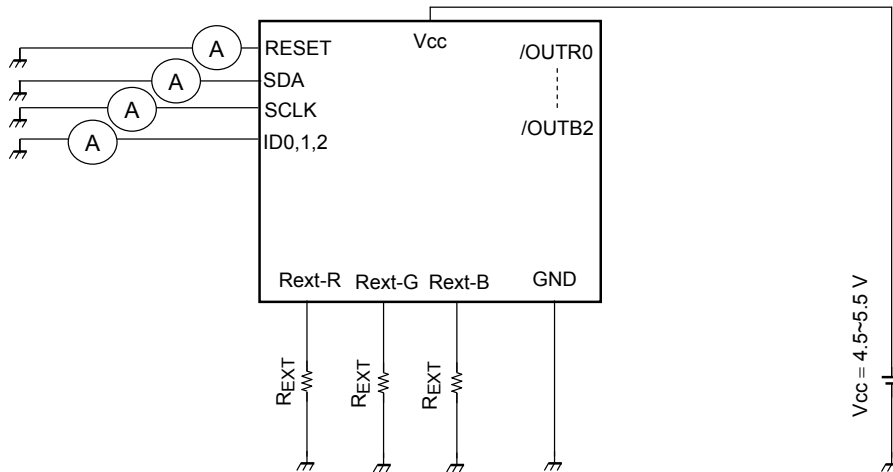 A
RESET
Vcc
/OUTR0
A
SDA
A
SCLK
/OUTB2
A
ID0,1,2
Rext-R
Rext-G
Rext-B
GND
REXT
REXT
REXT
Vcc = 4.5~5.5 V